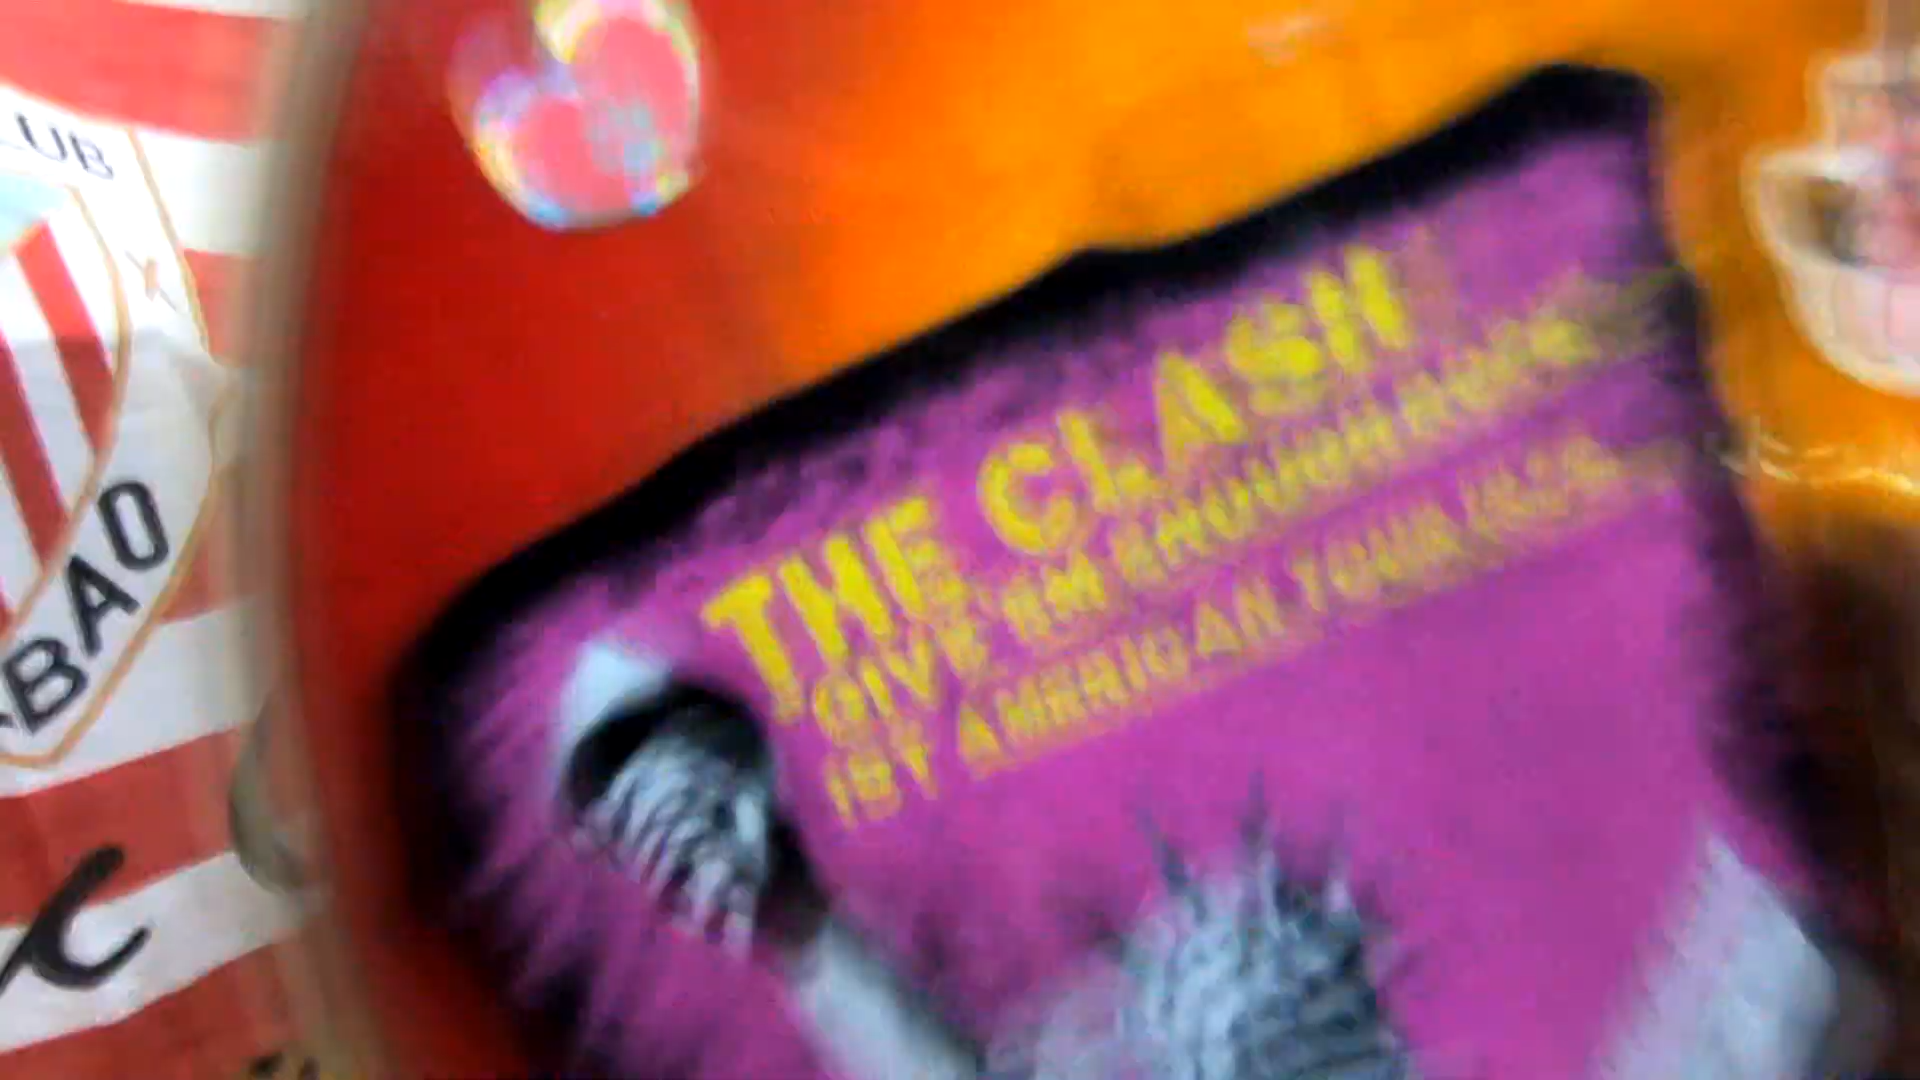 LUB
BAO
THE CLASH
GIVE 'EM ENOUGH ROPE
1ST AMERICAN TOUR